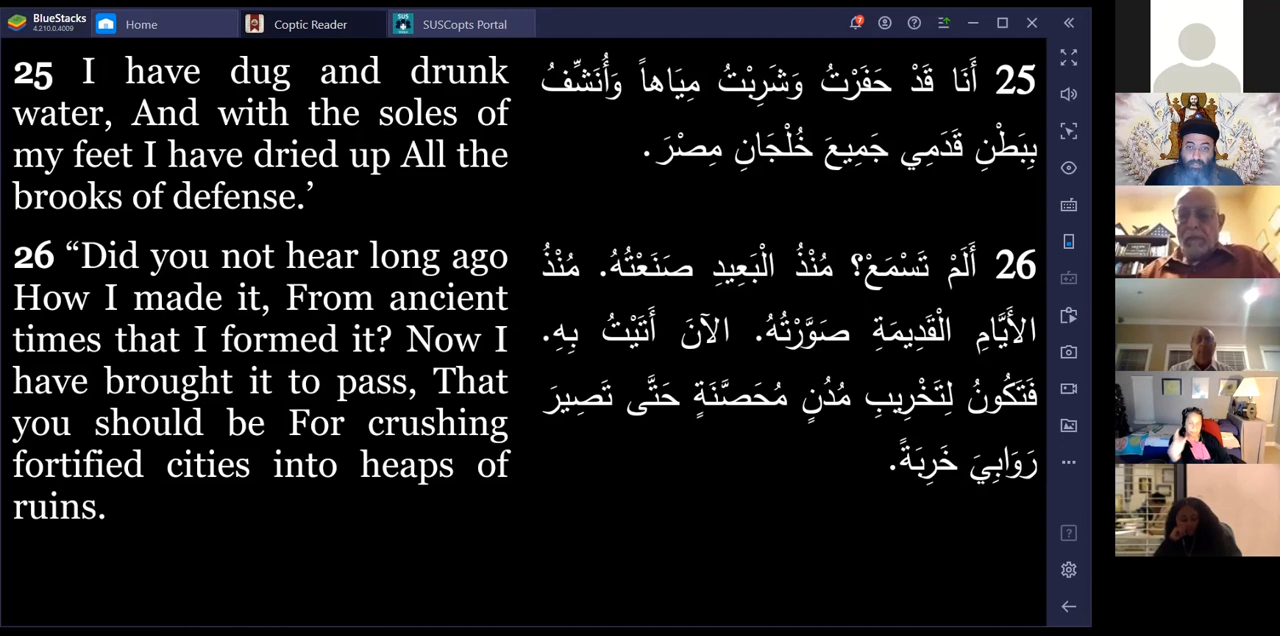 BlueStacks
4.210.0.4009
Home
Coptic Reader
SUSCopts Portal
25 I have dug and drunk
water, And with the soles of
my feet I have dried up All the
brooks of defense.’
26 “Did you not hear long ago
How I made it, From ancient
times that I formed it? Now I
have brought it to pass, That
you should be For crushing
fortified cities into heaps of
ruins.
25 أَنَا قَدْ حَفَرْتُ وَشَرِبْتُ مِيَاهاً وَأُنَشِّفُ
بِبَطْنِ قَدَمِي جَمِيعَ خُلْجَانِ مِصْرَ.
26 أَلَمْ تَسْمَعْ؟ مُنْذُ الْبَعِيدِ صَنَعْتُهُ. مُنْذُ
الأَيَّامِ الْقَدِيمَةِ صَوَّرْتُهُ. الآنَ أَتَيْتُ بِهِ.
فَتَكُونُ لِتَخْرِيبِ مُدُنٍ مُحَصَّنَةٍ حَتَّى تَصِيرَ
رَوَابِيَ خَرِبَةً.